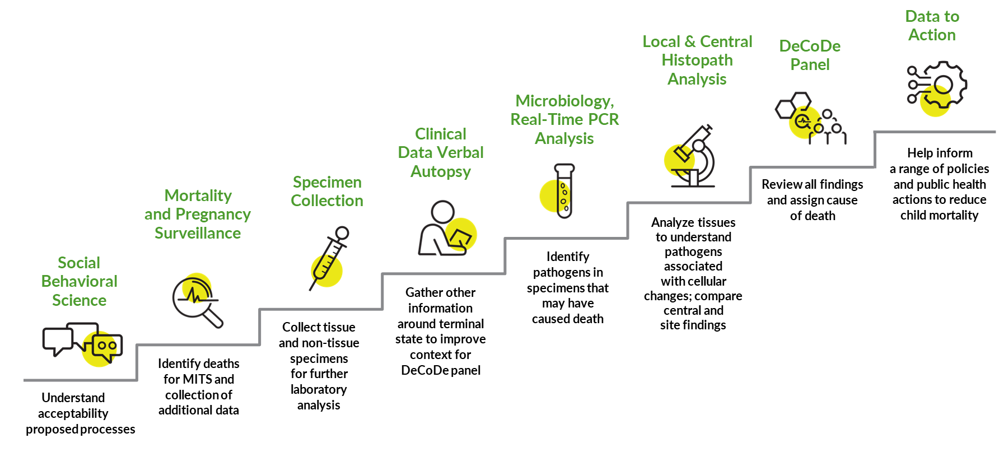 Social
Behavioral
Science
Understand
acceptability
proposed processes
Mortality
and Pregnancy
Surveillance
Identify deaths
for MITS and
collection of
additional data
Specimen
Collection
Collect tissue
and non-tissue
specimens
for further
laboratory
analysis
Clinical
Data Verbal
Autopsy
Gather other
information
around terminal
state to improve
context for
DeCoDe panel
Microbiology,
Real-Time PCR
Analysis
Identify
pathogens in
specimens that
may have
caused death
Local & Central
Histopath
Analysis
Analyze tissues
to understand
pathogens
associated
with cellular
changes; compare
central and
site findings
DeCoDe
Panel
Review all findings
and assign cause
of death
Data to
Action
Help inform
a range of policies
and public health
actions to reduce
child mortality